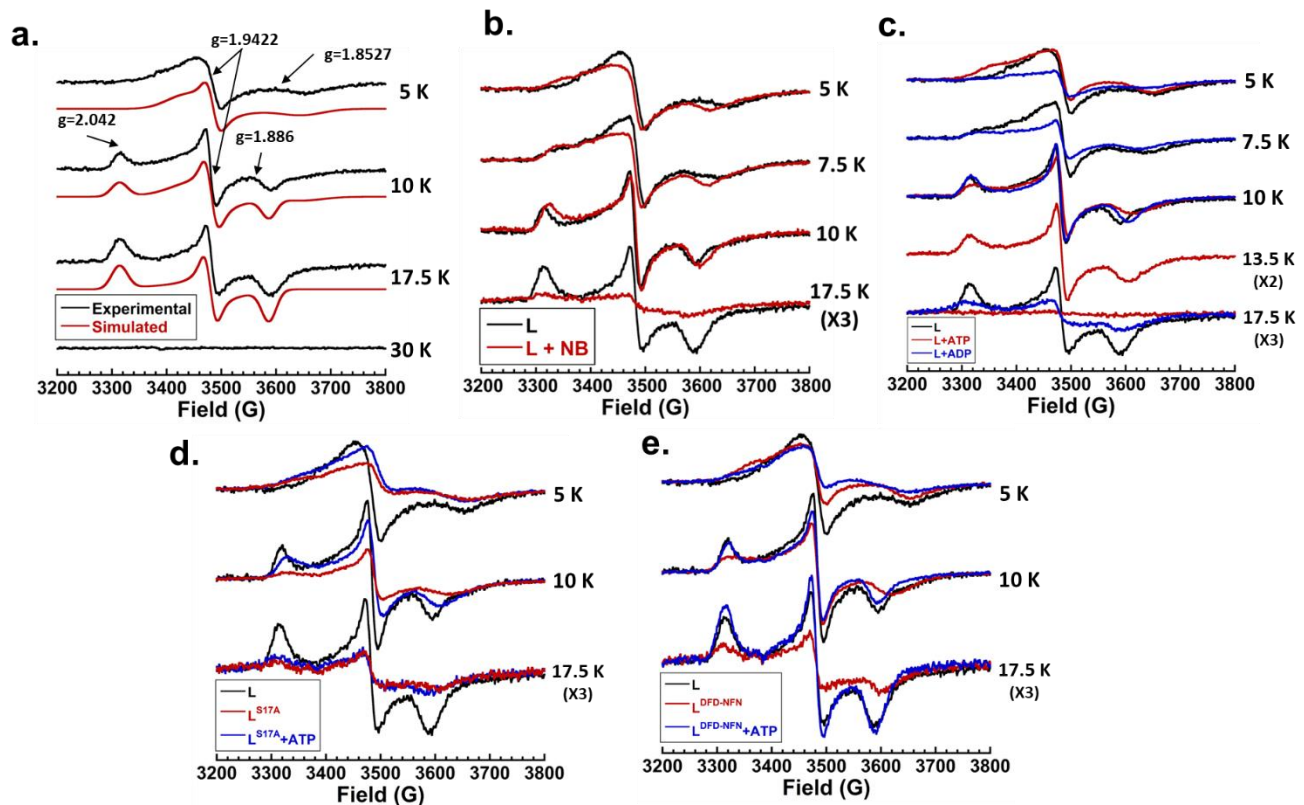 a.
g=1.9422
g=1.8527
5 K
g=2.042
g=1.886
10 K
17.5 K
Experimental
Simulated
30 K
3200 3300 3400 3500 3600 3700 3800
Field (G)
b.
5 K
7.5 K
10 K
17.5 K
(X3)
L
L + NB
3200 3300 3400 3500 3600 3700 3800
Field (G)
c.
5 K
7.5 K
10 K
13.5 K
(X2)
17.5 K
(X3)
L
L+ATP
L+ADP
3200 3300 3400 3500 3600 3700 3800
Field (G)
d.
5 K
10 K
17.5 K
(X3)
L
L^S17A
L^S17A+ATP
3200 3300 3400 3500 3600 3700 3800
Field (G)
e.
5 K
10 K
17.5 K
(X3)
L
L^DFD-NFN
L^DFD-NFN+ATP
3200 3300 3400 3500 3600 3700 3800
Field (G)